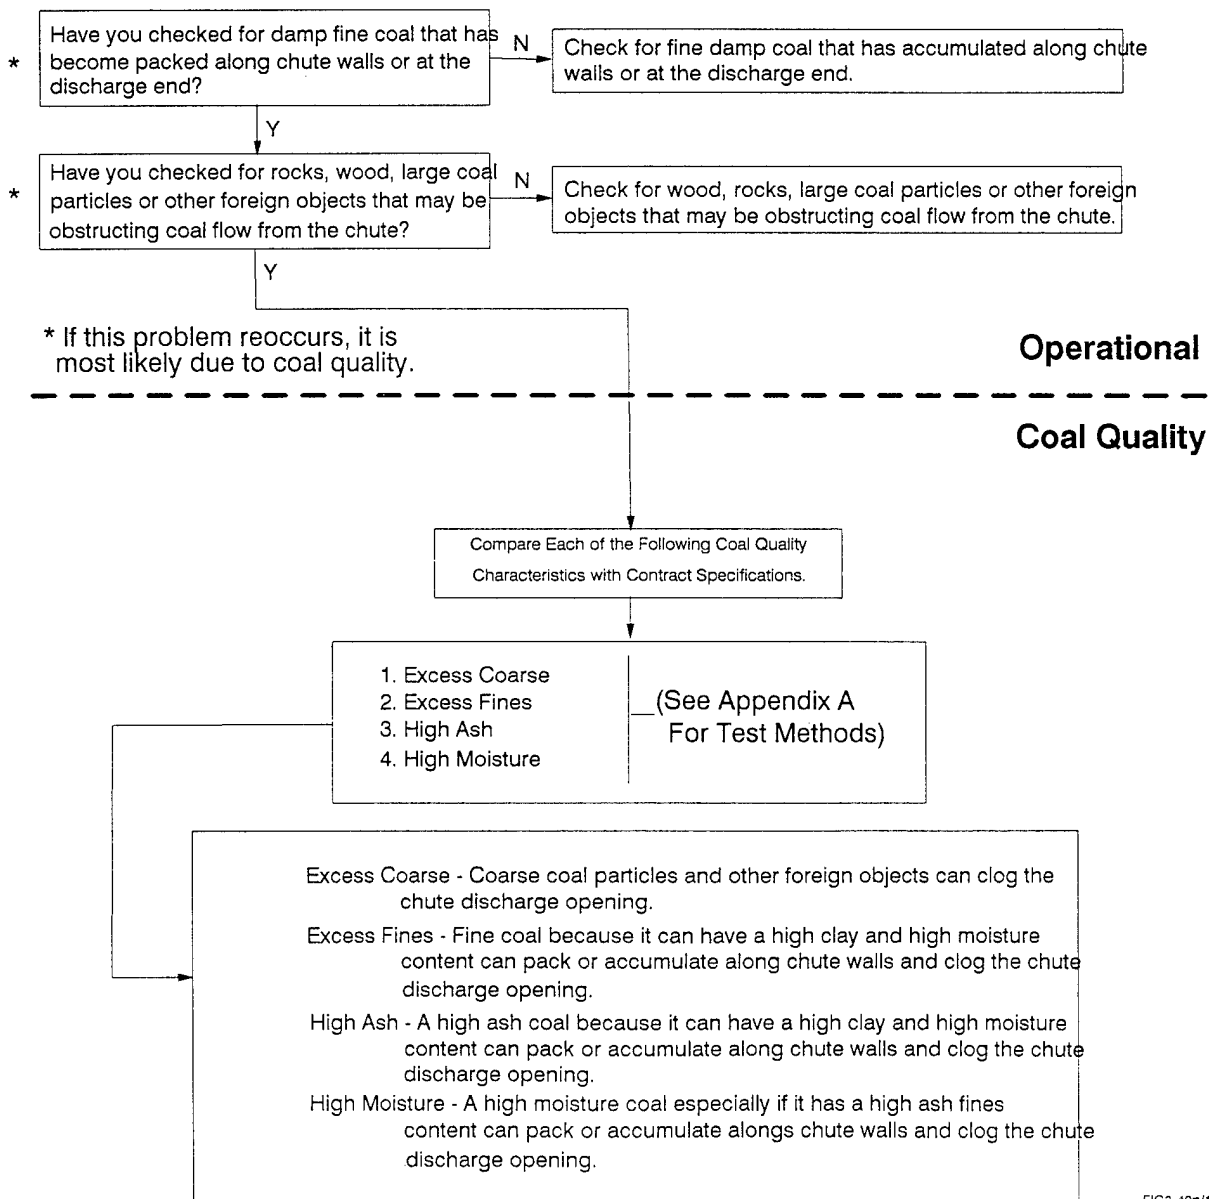 Have you checked for damp fine coal that has
become packed along chute walls or at the
discharge end?
*
N
Check for fine damp coal that has accumulated along chute
walls or at the discharge end.
Y
Have you checked for rocks, wood, large coal
particles or other foreign objects that may be
obstructing coal flow from the chute?
*
N
Check for wood, rocks, large coal particles or other foreign
objects that may be obstructing coal flow from the chute.
Y
* If this problem reoccurs, it is
most likely due to coal quality.
Operational
Coal Quality
Compare Each of the Following Coal Quality
Characteristics with Contract Specifications.
1. Excess Coarse
2. Excess Fines
3. High Ash
4. High Moisture
(See Appendix A
For Test Methods)
Excess Coarse - Coarse coal particles and other foreign objects can clog the
chute discharge opening.
Excess Fines - Fine coal because it can have a high clay and high moisture
content can pack or accumulate along chute walls and clog the chute
discharge opening.
High Ash - A high ash coal because it can have a high clay and high moisture
content can pack or accumulate along chute walls and clog the chute
discharge opening.
High Moisture - A high moisture coal especially if it has a high ash fines
content can pack or accumulate alongs chute walls and clog the chute
discharge opening.